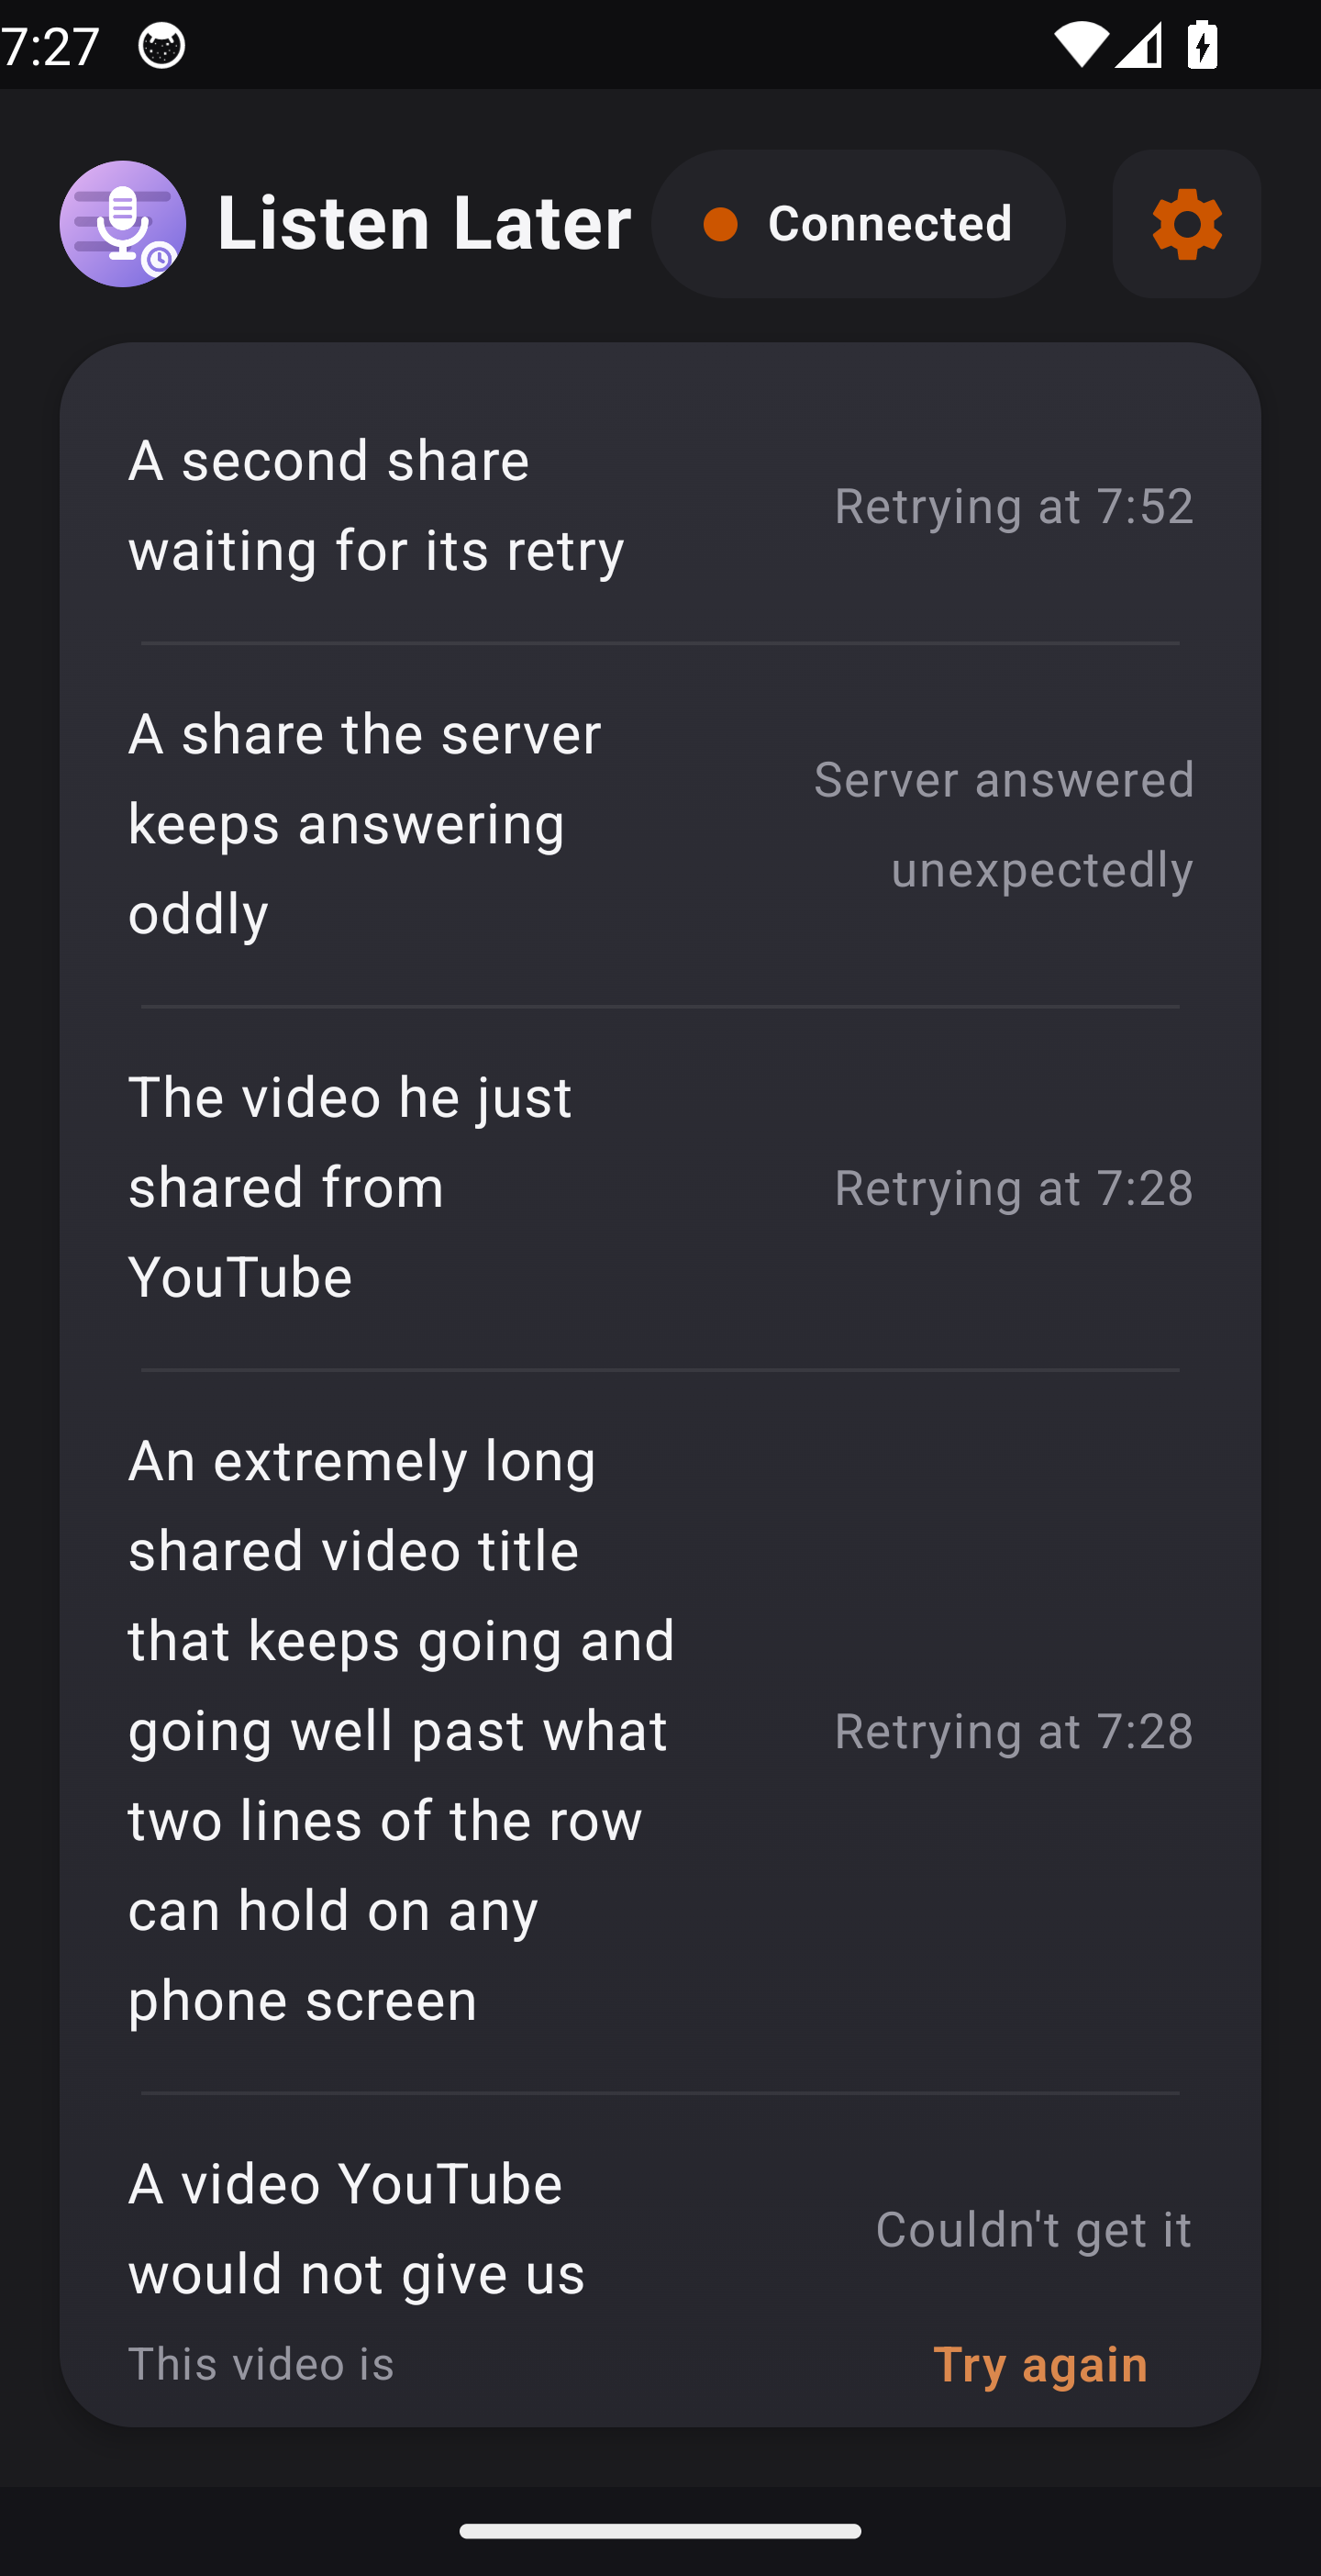 7:27
Listen Later
Connected
A second share
waiting for its retry
Retrying at 7:52
A share the server
keeps answering
oddly
Server answered
unexpectedly
The video he just
shared from
YouTube
Retrying at 7:28
An extremely long
shared video title
that keeps going and
going well past what
two lines of the row
can hold on any
phone screen
Retrying at 7:28
A video YouTube
would not give us
Couldn't get it
This video is
Try again